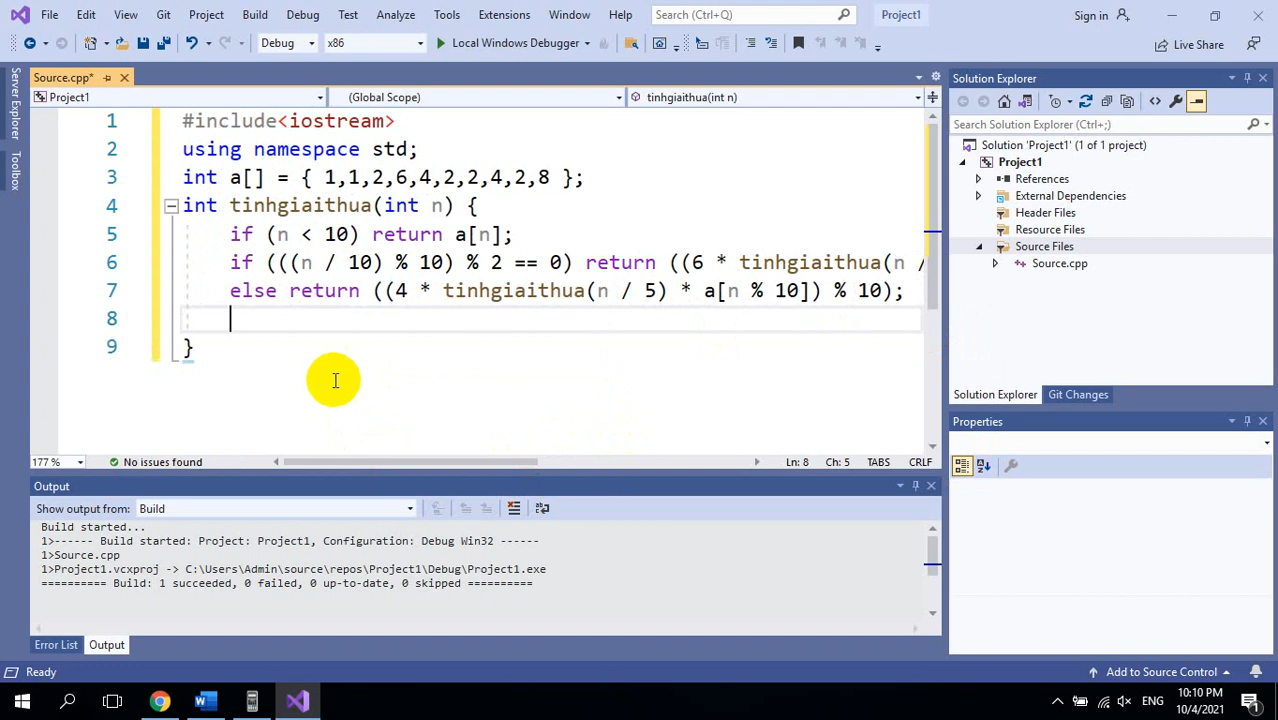 File Edit View Git Project Build Debug Test Analyze Tools Extensions Window Help Search (Ctrl+Q) Project1 Sign in
Debug x86 Local Windows Debugger Live Share
Server Explorer
Toolbox
Source.cpp*
Project1 (Global Scope) tinhgiaithua(int n)
1 #include<iostream>
2 using namespace std;
3 int a[] = { 1,1,2,6,4,2,2,4,2,8 };
4 int tinhgiaithua(int n) {
5 if (n < 10) return a[n];
6 if (((n / 10) % 10) % 2 == 0) return ((6 * tinhgiaithua(n /
7 else return ((4 * tinhgiaithua(n / 5) * a[n % 10]) % 10);
8
9 }
177 % No issues found Ln: 8 Ch: 5 TABS CRLF
Output
Show output from: Build
Build started...
1>------ Build started: Project: Project1, Configuration: Debug Win32 ------
1>Source.cpp
1>Project1.vcxproj -> C:\Users\Admin\source\repos\Project1\Debug\Project1.exe
========== Build: 1 succeeded, 0 failed, 0 up-to-date, 0 skipped ==========
Error List Output
Solution Explorer
Search Solution Explorer (Ctrl+;)
Solution 'Project1' (1 of 1 project)
Project1
References
External Dependencies
Header Files
Resource Files
Source Files
Source.cpp
Solution Explorer Git Changes
Properties
Ready Add to Source Control
ENG
10:10 PM
10/4/2021
1